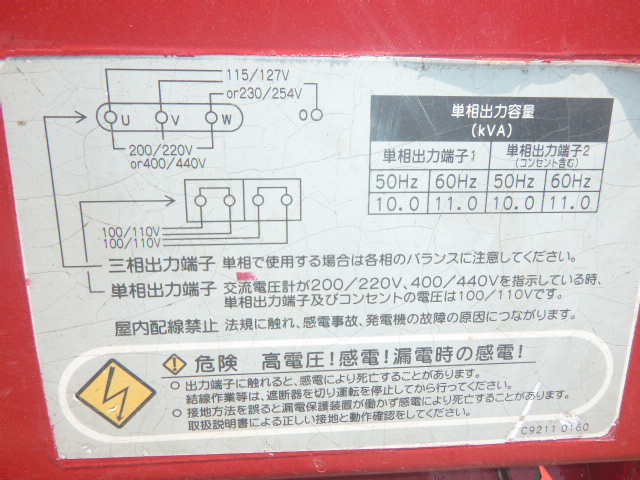 115/127V
or230/254V
U V W O
200/220V
or400/440V
100/110V
100/110V
単相出力容量
(kVA)
単相出力端子1 単相出力端子2
(コンセント含む)
50Hz 60Hz 50Hz 60Hz
10.0 11.0 10.0 11.0
三相出力端子 単相で使用する場合は各相のバランスに注意してください。
単相出力端子 交流電圧計が200/220V、400/440Vを指示している時、
単相出力端子及びコンセントの電圧は100/110Vです。
屋内配線禁止 法規に触れ、感電事故、発電機の故障の原因につながります。
危険 高電圧!感電!漏電時の感電!
○ 出力端子に触れると、感電により死亡することがあります。
結線作業等は、遮断器を切り運転を停止してから行ってください。
○ 接地方法を誤ると漏電保護装置が働かず感電により死亡することがあります。
取扱説明書による正しい接地と動作確認をしてください。
C9211 0160